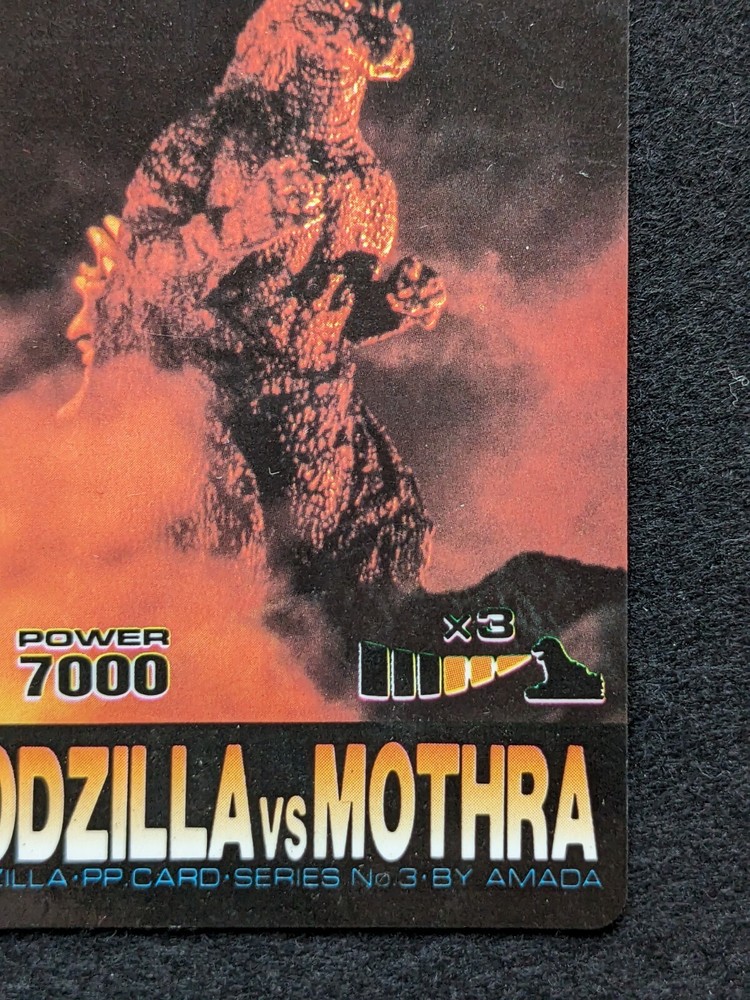 x3
POWER
7000
ODZILLA VS MOTHRA
ZILLA·PP CARD·SERIES No.3·BY AMADA